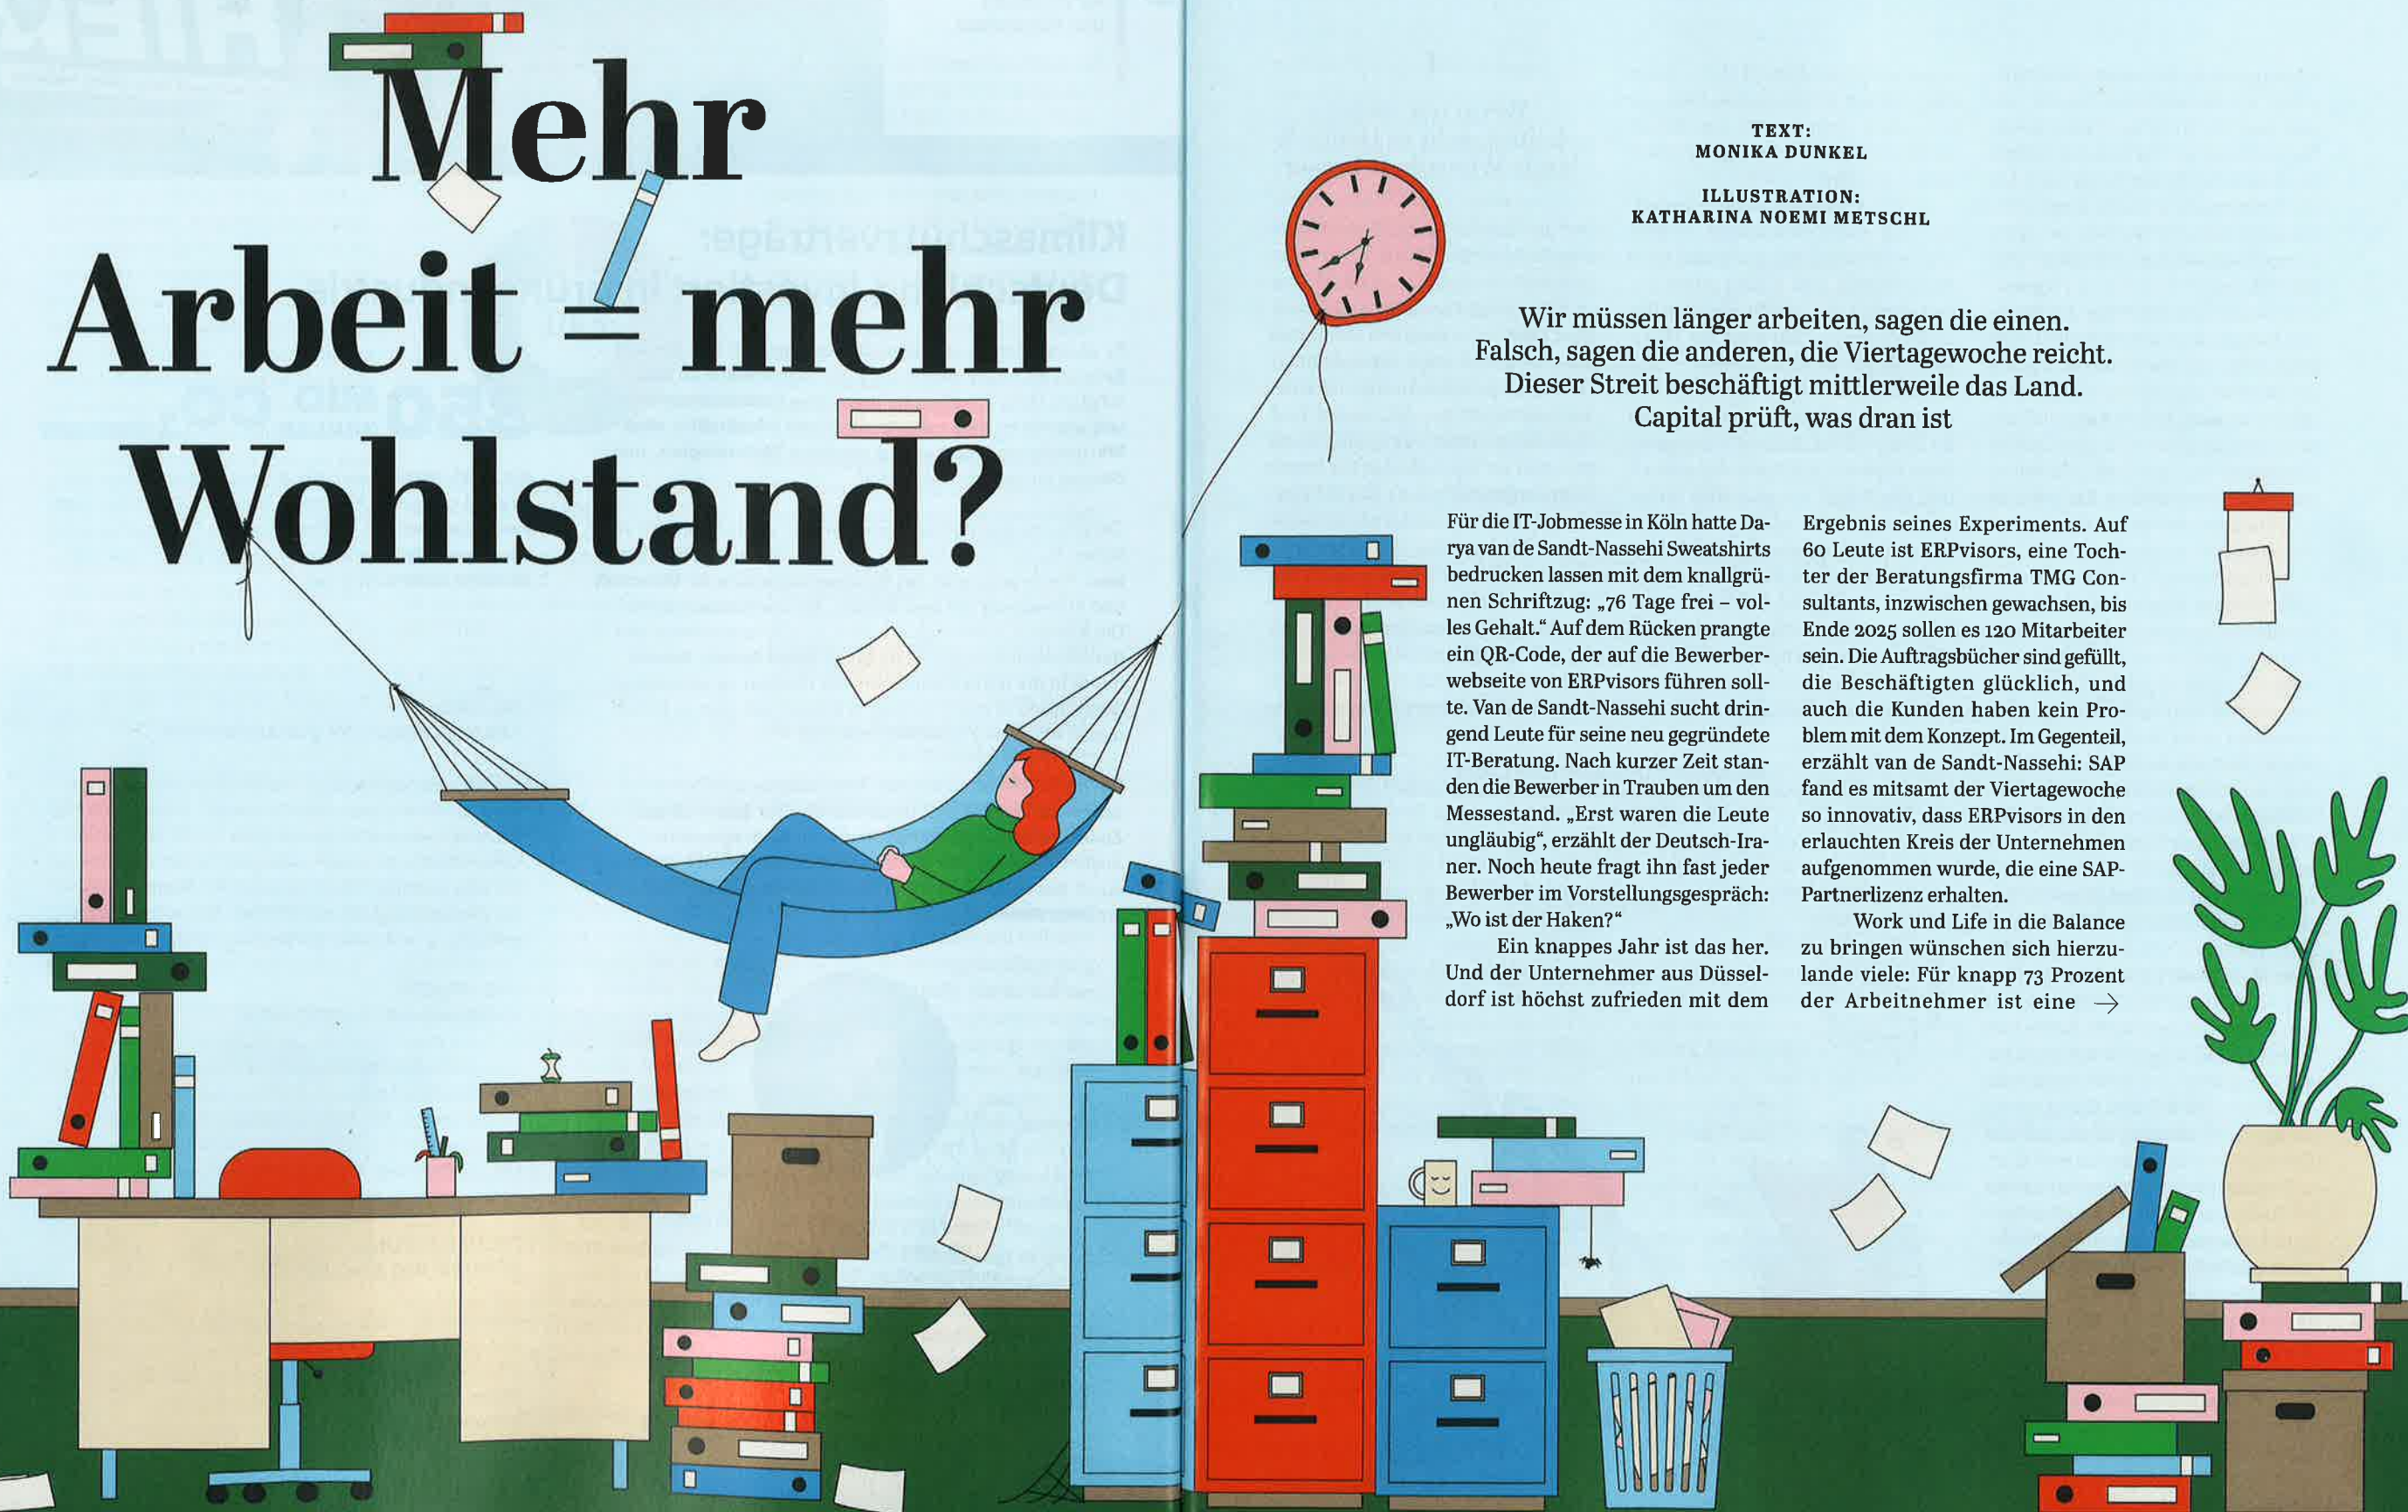 Mehr
Arbeit = mehr
Wohlstand?
TEXT:
MONIKA DUNKEL
ILLUSTRATION:
KATHARINA NOEMI METSCHL
Wir müssen länger arbeiten, sagen die einen.
Falsch, sagen die anderen, die Viertagewoche reicht.
Dieser Streit beschäftigt mittlerweile das Land.
Capital prüft, was dran ist
Für die IT-Jobmesse in Köln hatte Da-
rya van de Sandt-Nassehi Sweatshirts
bedrucken lassen mit dem knallgrü-
nen Schriftzug: „76 Tage frei – vol-
les Gehalt.“ Auf dem Rücken prangte
ein QR-Code, der auf die Bewerber-
webseite von ERPvisors führen soll-
te. Van de Sandt-Nassehi sucht drin-
gend Leute für seine neu gegründete
IT-Beratung. Nach kurzer Zeit stan-
den die Bewerber in Trauben um den
Messestand. „Erst waren die Leute
ungläubig“, erzählt der Deutsch-Ira-
ner. Noch heute fragt ihn fast jeder
Bewerber im Vorstellungsgespräch:
„Wo ist der Haken?“
Ein knappes Jahr ist das her.
Und der Unternehmer aus Düssel-
dorf ist höchst zufrieden mit dem
Ergebnis seines Experiments. Auf
60 Leute ist ERPvisors, eine Toch-
ter der Beratungsfirma TMG Con-
sultants, inzwischen gewachsen, bis
Ende 2025 sollen es 120 Mitarbeiter
sein. Die Auftragsbücher sind gefüllt,
die Beschäftigten glücklich, und
auch die Kunden haben kein Pro-
blem mit dem Konzept. Im Gegenteil,
erzählt van de Sandt-Nassehi: SAP
fand es mitsamt der Viertagewoche
so innovativ, dass ERPvisors in den
erlauchten Kreis der Unternehmen
aufgenommen wurde, die eine SAP-
Partnerlizenz erhalten.
Work und Life in die Balance
zu bringen wünschen sich hierzu-
lande viele: Für knapp 73 Prozent
der Arbeitnehmer ist eine →